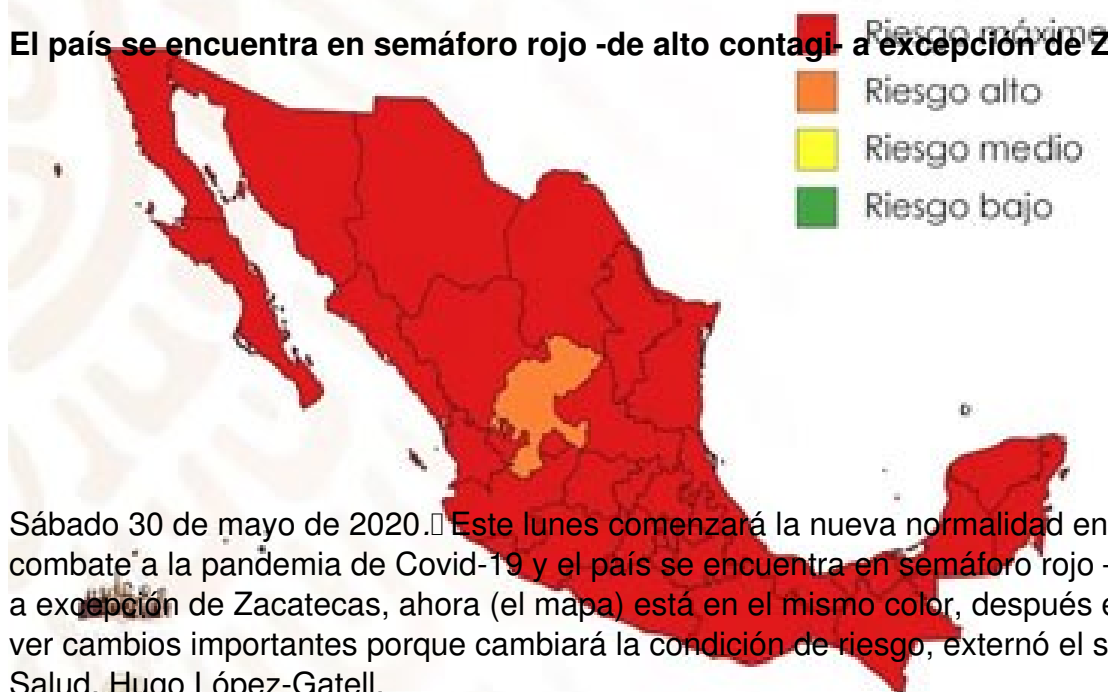 El país se encuentra en semáforo rojo -de alto contagi- a excepción de Z
Riesgo máximo
Riesgo alto
Riesgo medio
Riesgo bajo
Sábado 30 de mayo de 2020. Este lunes comenzará la nueva normalidad en
combate a la pandemia de Covid-19 y el país se encuentra en semáforo rojo -
a excepción de Zacatecas, ahora (el mapa) está en el mismo color, después e
ver cambios importantes porque cambiará la condición de riesgo, externó el s
Salud, Hugo López-Gatell.